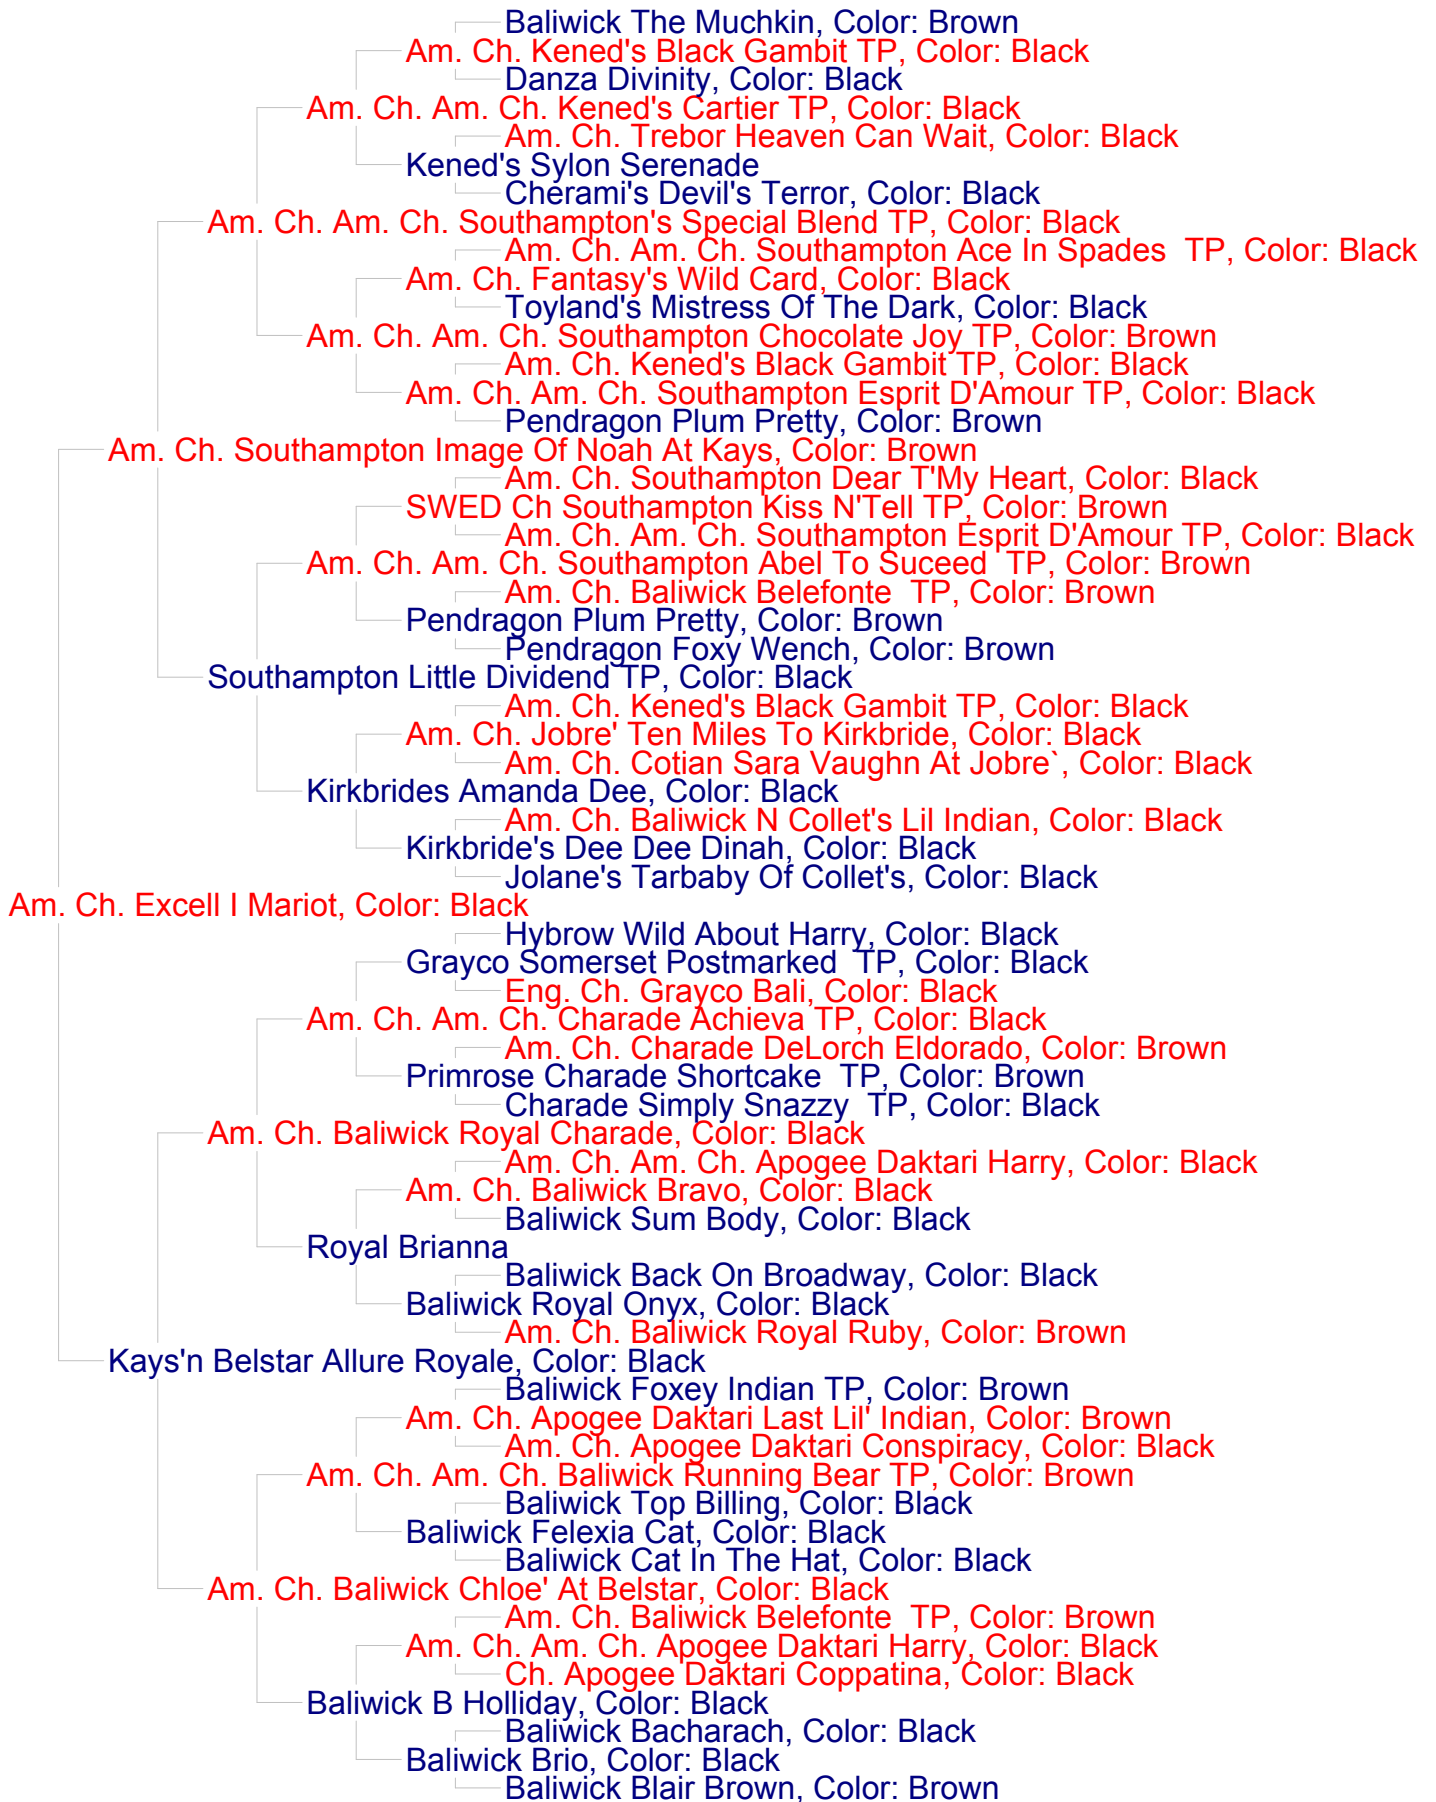 Baliwick The Muchkin, Color: Brown
Am. Ch. Kened's Black Gambit TP, Color: Black
Danza Divinity, Color: Black
Am. Ch. Am. Ch. Kened's Cartier TP, Color: Black
Am. Ch. Trebor Heaven Can Wait, Color: Black
Kened's Sylon Serenade
Cherami's Devil's Terror, Color: Black
Am. Ch. Am. Ch. Southampton's Special Blend TP, Color: Black
Am. Ch. Am. Ch. Southampton Ace In Spades  TP, Color: Black
Am. Ch. Fantasy's Wild Card, Color: Black
Toyland's Mistress Of The Dark, Color: Black
Am. Ch. Am. Ch. Southampton Chocolate Joy TP, Color: Brown
Am. Ch. Kened's Black Gambit TP, Color: Black
Am. Ch. Am. Ch. Southampton Esprit D'Amour TP, Color: Black
Pendragon Plum Pretty, Color: Brown
Am. Ch. Southampton Image Of Noah At Kays, Color: Brown
Am. Ch. Southampton Dear T'My Heart, Color: Black
SWED Ch Southampton Kiss N'Tell TP, Color: Brown
Am. Ch. Am. Ch. Southampton Esprit D'Amour TP, Color: Black
Am. Ch. Am. Ch. Southampton Abel To Suceed  TP, Color: Brown
Am. Ch. Baliwick Belefonte  TP, Color: Brown
Pendragon Plum Pretty, Color: Brown
Pendragon Foxy Wench, Color: Brown
Southampton Little Dividend TP, Color: Black
Am. Ch. Kened's Black Gambit TP, Color: Black
Am. Ch. Jobre' Ten Miles To Kirkbride, Color: Black
Am. Ch. Cotian Sara Vaughn At Jobre`, Color: Black
Kirkbrides Amanda Dee, Color: Black
Am. Ch. Baliwick N Collet's Lil Indian, Color: Black
Kirkbride's Dee Dee Dinah, Color: Black
Jolane's Tarbaby Of Collet's, Color: Black
Am. Ch. Excell I Mariot, Color: Black
Hybrow Wild About Harry, Color: Black
Grayco Somerset Postmarked  TP, Color: Black
Eng. Ch. Grayco Bali, Color: Black
Am. Ch. Am. Ch. Charade Achieva TP, Color: Black
Am. Ch. Charade DeLorch Eldorado, Color: Brown
Primrose Charade Shortcake  TP, Color: Brown
Charade Simply Snazzy  TP, Color: Black
Am. Ch. Baliwick Royal Charade, Color: Black
Am. Ch. Am. Ch. Apogee Daktari Harry, Color: Black
Am. Ch. Baliwick Bravo, Color: Black
Baliwick Sum Body, Color: Black
Royal Brianna
Baliwick Back On Broadway, Color: Black
Baliwick Royal Onyx, Color: Black
Am. Ch. Baliwick Royal Ruby, Color: Brown
Kays'n Belstar Allure Royale, Color: Black
Baliwick Foxey Indian TP, Color: Brown
Am. Ch. Apogee Daktari Last Lil' Indian, Color: Brown
Am. Ch. Apogee Daktari Conspiracy, Color: Black
Am. Ch. Am. Ch. Baliwick Running Bear TP, Color: Brown
Baliwick Top Billing, Color: Black
Baliwick Felexia Cat, Color: Black
Baliwick Cat In The Hat, Color: Black
Am. Ch. Baliwick Chloe' At Belstar, Color: Black
Am. Ch. Baliwick Belefonte  TP, Color: Brown
Am. Ch. Am. Ch. Apogee Daktari Harry, Color: Black
Ch. Apogee Daktari Coppatina, Color: Black
Baliwick B Holliday, Color: Black
Baliwick Bacharach, Color: Black
Baliwick Brio, Color: Black
Baliwick Blair Brown, Color: Brown